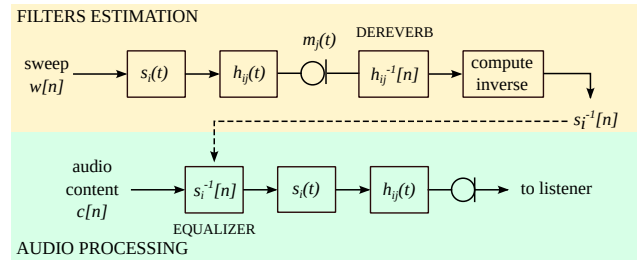 FILTERS ESTIMATION
sweep
w[n]
s_i(t)
h_ij(t)
m_j(t)
DEREVERB
h_ij^-1[n]
compute
inverse
s_i^-1[n]
audio
content
c[n]
s_i^-1[n]
EQUALIZER
s_i(t)
h_ij(t)
to listener
AUDIO PROCESSING